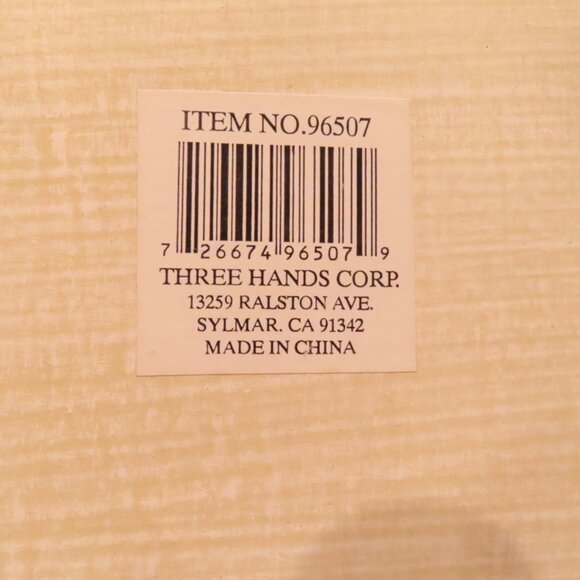 ITEM NO.96507
7 26674 96507 9
THREE HANDS CORP.
13259 RALSTON AVE.
SYLMAR. CA 91342
MADE IN CHINA